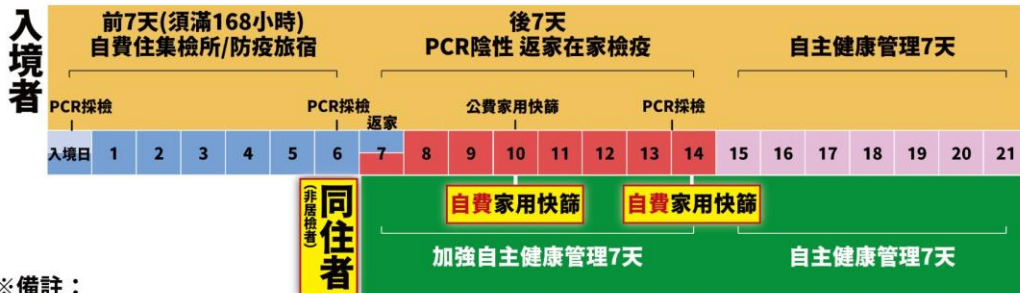 入境者
前7天(須滿168小時)
自費住集檢所/防疫旅宿
後7天
PCR陰性 返家在家檢疫
自主健康管理7天
PCR採檢
PCR採檢
返家
公費家用快篩
PCR採檢
入境日 1 2 3 4 5 6 7 8 9 10 11 12 13 14 15 16 17 18 19 20 21
同住者
(非居檢者)
自費家用快篩
自費家用快篩
加強自主健康管理7天
自主健康管理7天
※備註：